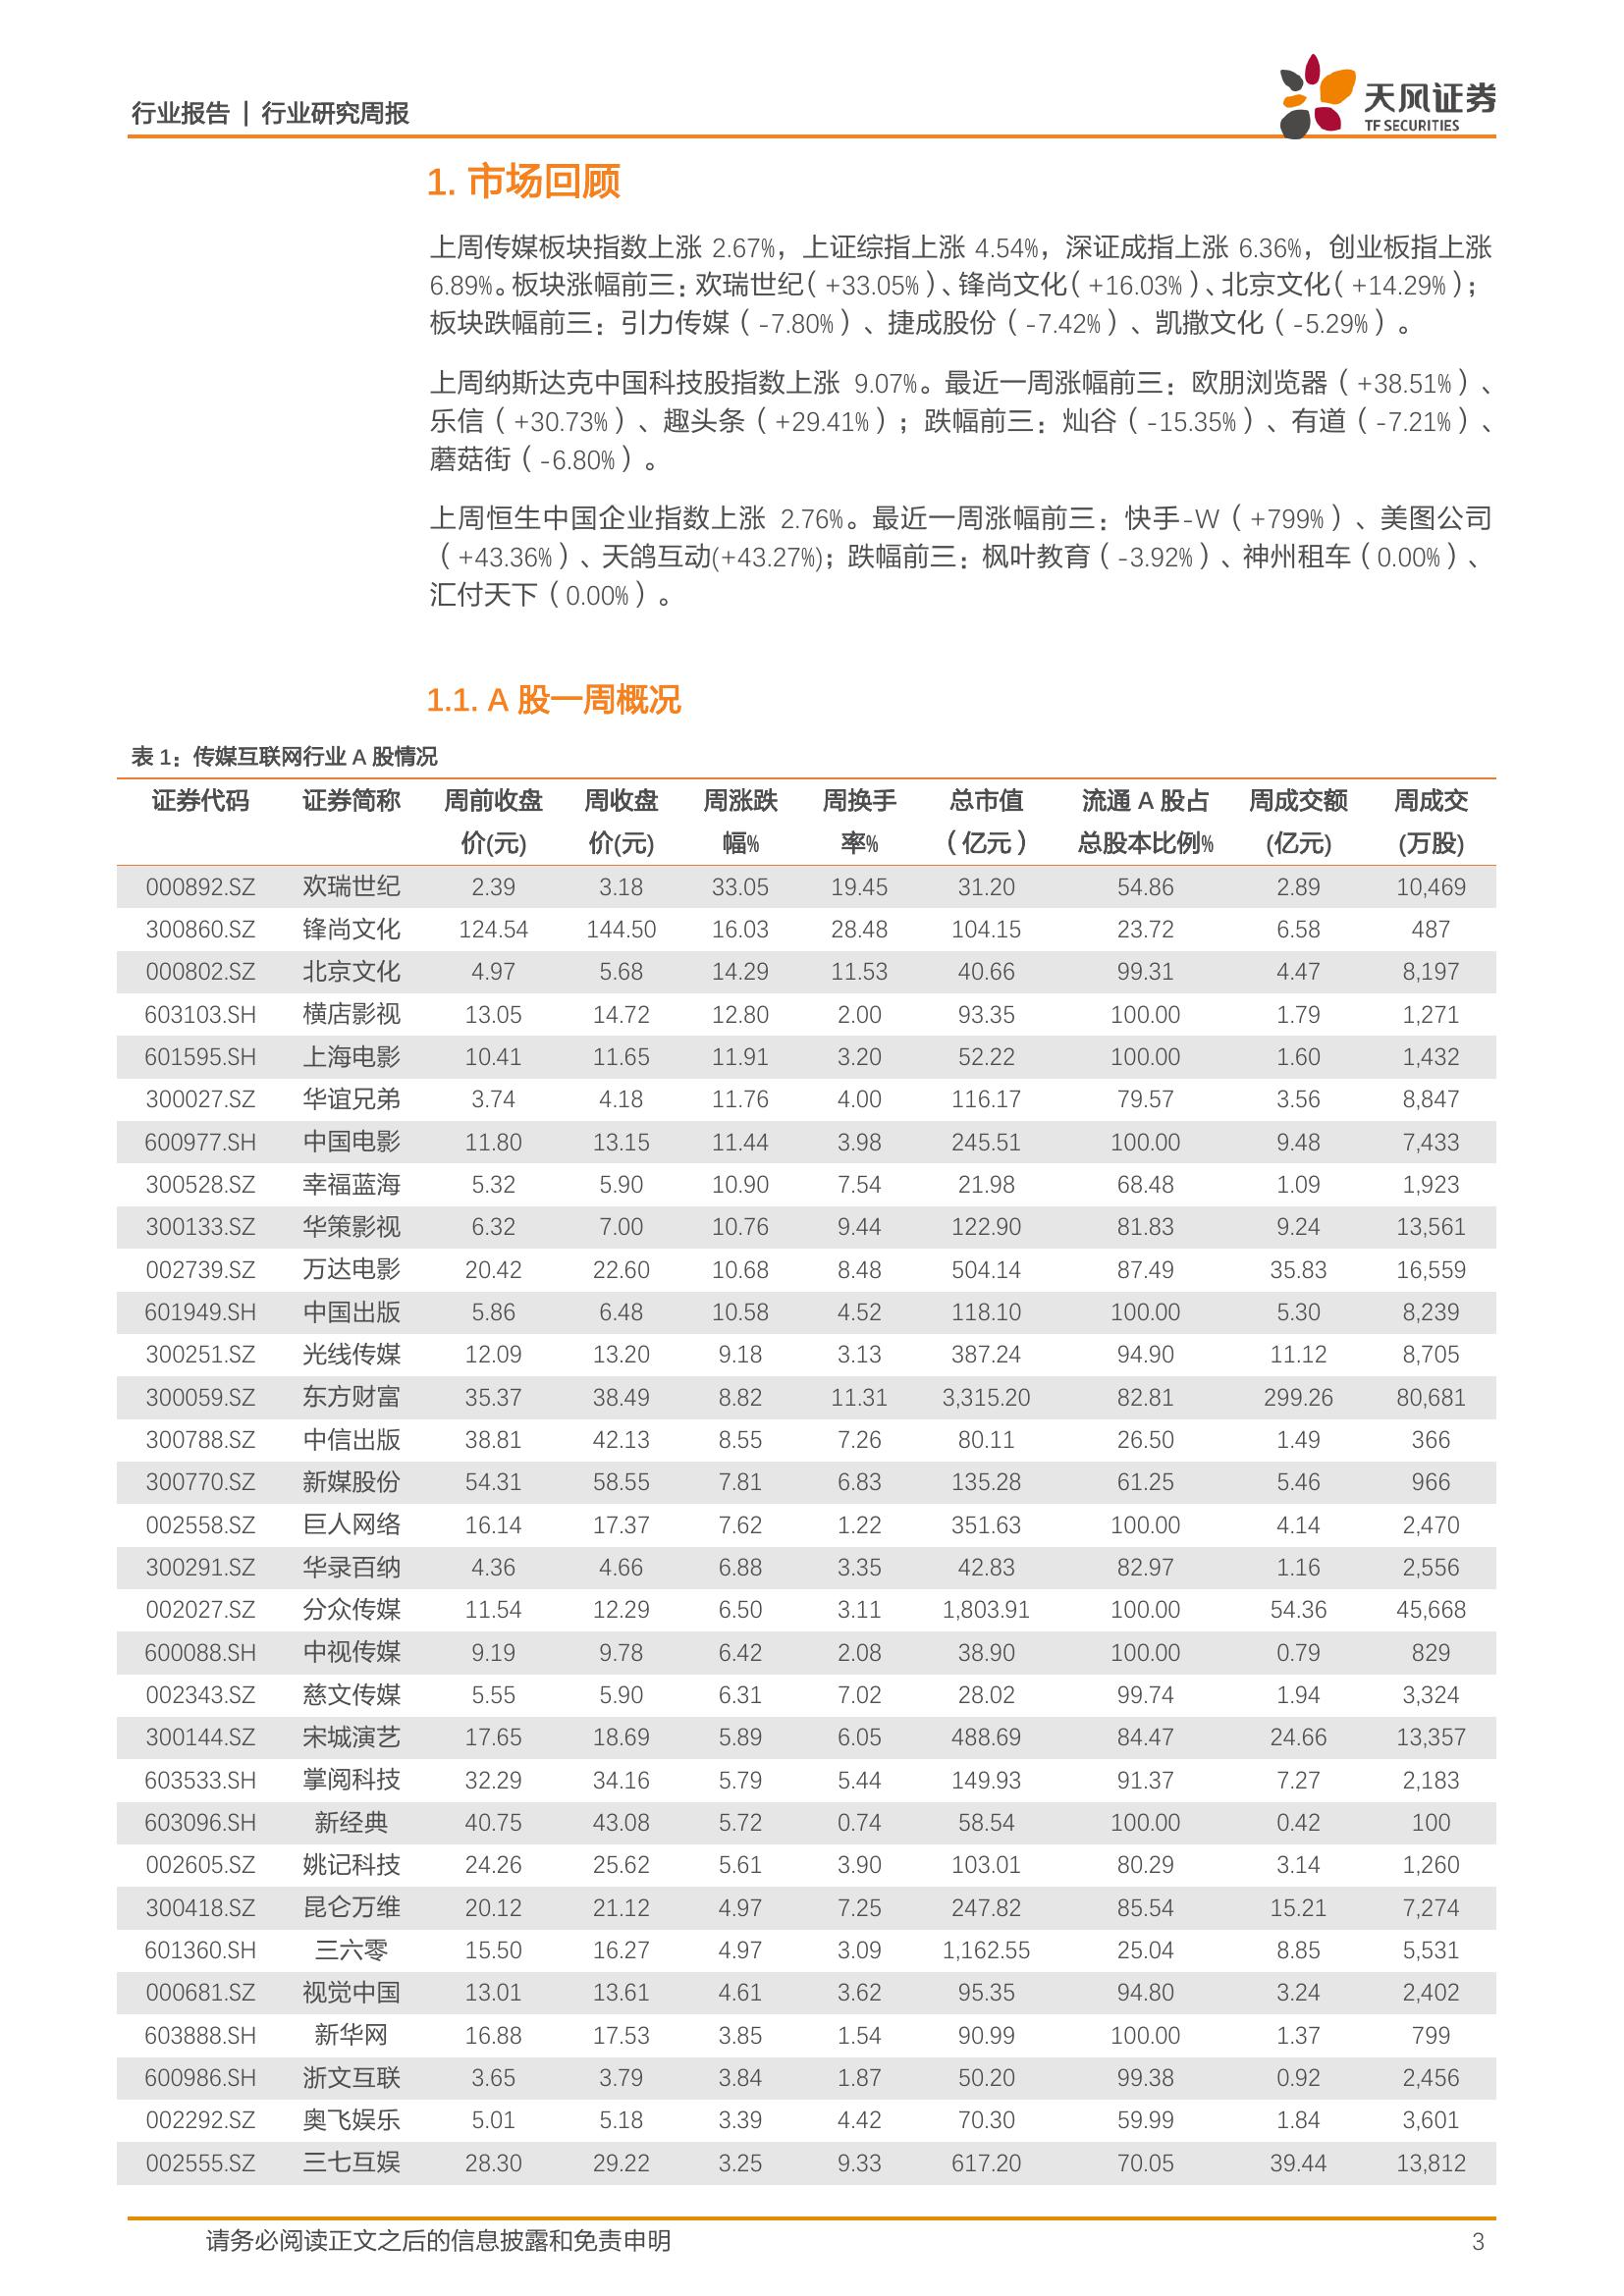 行业报告 | 行业研究周报
天风证券
TF SECURITIES
1. 市场回顾
上周传媒板块指数上涨 2.67%，上证综指上涨 4.54%，深证成指上涨 6.36%，创业板指上涨
6.89%。板块涨幅前三：欢瑞世纪（+33.05%）、锋尚文化（+16.03%）、北京文化（+14.29%）；
板块跌幅前三：引力传媒（-7.80%）、捷成股份（-7.42%）、凯撒文化（-5.29%）。
上周纳斯达克中国科技股指数上涨 9.07%。最近一周涨幅前三：欧朋浏览器（+38.51%）、
乐信（+30.73%）、趣头条（+29.41%）；跌幅前三：灿谷（-15.35%）、有道（-7.21%）、
蘑菇街（-6.80%）。
上周恒生中国企业指数上涨 2.76%。最近一周涨幅前三：快手-W（+799%）、美图公司
（+43.36%）、天鸽互动(+43.27%)；跌幅前三：枫叶教育（-3.92%）、神州租车（0.00%）、
汇付天下（0.00%）。
1.1. A 股一周概况
表 1：传媒互联网行业 A 股情况
证券代码 证券简称 周前收盘 周收盘 周涨跌 周换手 总市值 流通 A 股占 周成交额 周成交
价(元) 价(元) 幅% 率% （亿元） 总股本比例% (亿元) (万股)
000892.SZ 欢瑞世纪 2.39 3.18 33.05 19.45 31.20 54.86 2.89 10,469
300860.SZ 锋尚文化 124.54 144.50 16.03 28.48 104.15 23.72 6.58 487
000802.SZ 北京文化 4.97 5.68 14.29 11.53 40.66 99.31 4.47 8,197
603103.SH 横店影视 13.05 14.72 12.80 2.00 93.35 100.00 1.79 1,271
601595.SH 上海电影 10.41 11.65 11.91 3.20 52.22 100.00 1.60 1,432
300027.SZ 华谊兄弟 3.74 4.18 11.76 4.00 116.17 79.57 3.56 8,847
600977.SH 中国电影 11.80 13.15 11.44 3.98 245.51 100.00 9.48 7,433
300528.SZ 幸福蓝海 5.32 5.90 10.90 7.54 21.98 68.48 1.09 1,923
300133.SZ 华策影视 6.32 7.00 10.76 9.44 122.90 81.83 9.24 13,561
002739.SZ 万达电影 20.42 22.60 10.68 8.48 504.14 87.49 35.83 16,559
601949.SH 中国出版 5.86 6.48 10.58 4.52 118.10 100.00 5.30 8,239
300251.SZ 光线传媒 12.09 13.20 9.18 3.13 387.24 94.90 11.12 8,705
300059.SZ 东方财富 35.37 38.49 8.82 11.31 3,315.20 82.81 299.26 80,681
300788.SZ 中信出版 38.81 42.13 8.55 7.26 80.11 26.50 1.49 366
300770.SZ 新媒股份 54.31 58.55 7.81 6.83 135.28 61.25 5.46 966
002558.SZ 巨人网络 16.14 17.37 7.62 1.22 351.63 100.00 4.14 2,470
300291.SZ 华录百纳 4.36 4.66 6.88 3.35 42.83 82.97 1.16 2,556
002027.SZ 分众传媒 11.54 12.29 6.50 3.11 1,803.91 100.00 54.36 45,668
600088.SH 中视传媒 9.19 9.78 6.42 2.08 38.90 100.00 0.79 829
002343.SZ 慈文传媒 5.55 5.90 6.31 7.02 28.02 99.74 1.94 3,324
300144.SZ 宋城演艺 17.65 18.69 5.89 6.05 488.69 84.47 24.66 13,357
603533.SH 掌阅科技 32.29 34.16 5.79 5.44 149.93 91.37 7.27 2,183
603096.SH 新经典 40.75 43.08 5.72 0.74 58.54 100.00 0.42 100
002605.SZ 姚记科技 24.26 25.62 5.61 3.90 103.01 80.29 3.14 1,260
300418.SZ 昆仑万维 20.12 21.12 4.97 7.25 247.82 85.54 15.21 7,274
601360.SH 三六零 15.50 16.27 4.97 3.09 1,162.55 25.04 8.85 5,531
000681.SZ 视觉中国 13.01 13.61 4.61 3.62 95.35 94.80 3.24 2,402
603888.SH 新华网 16.88 17.53 3.85 1.54 90.99 100.00 1.37 799
600986.SH 浙文互联 3.65 3.79 3.84 1.87 50.20 99.38 0.92 2,456
002292.SZ 奥飞娱乐 5.01 5.18 3.39 4.42 70.30 59.99 1.84 3,601
002555.SZ 三七互娱 28.30 29.22 3.25 9.33 617.20 70.05 39.44 13,812
请务必阅读正文之后的信息披露和免责申明 3